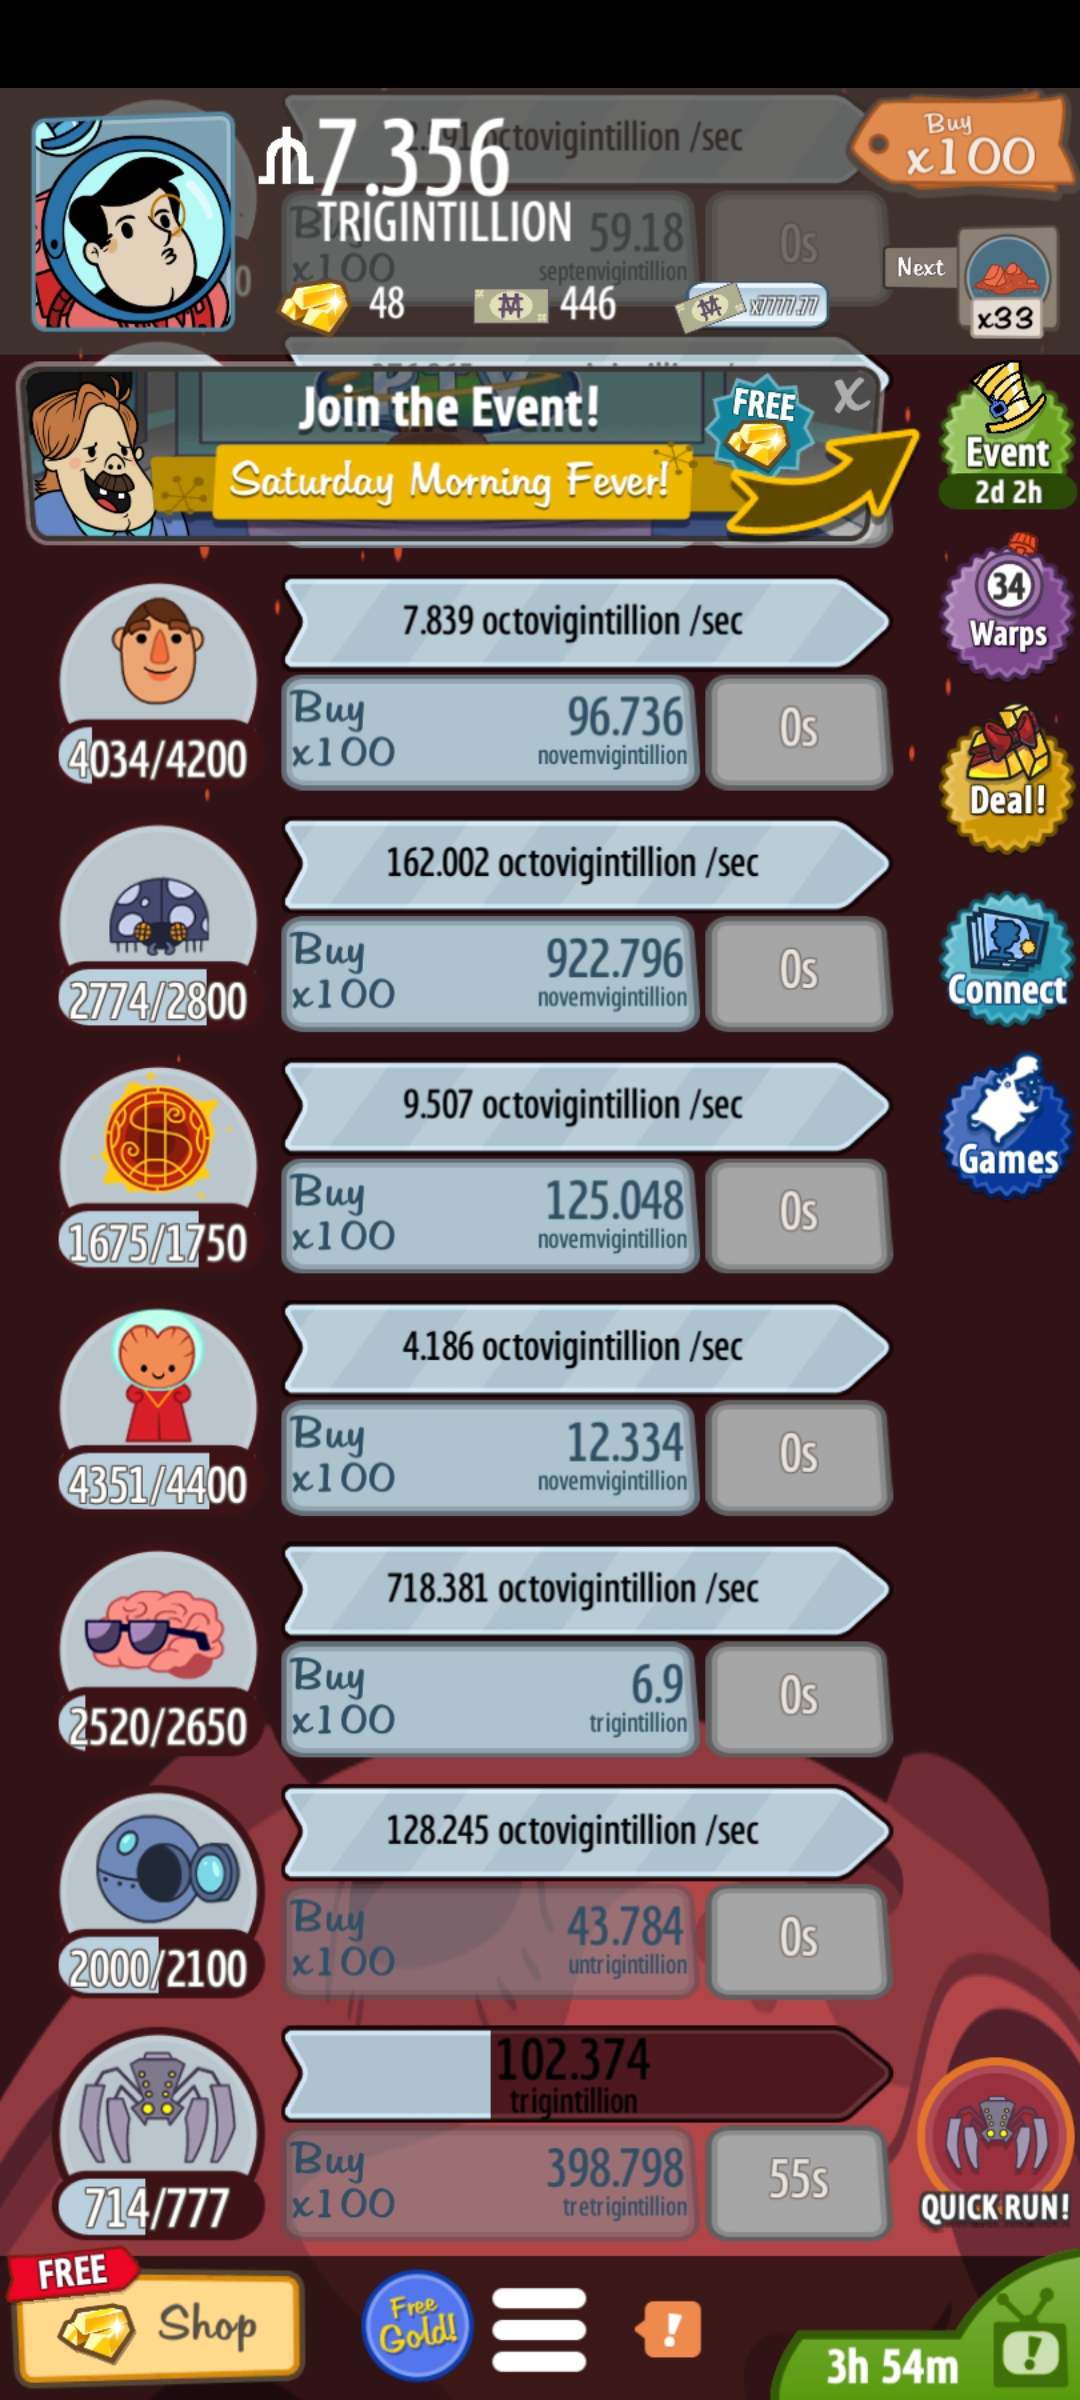 7.356
TRIGINTILLION
octovigintillion /sec
Buy
x100
Buy
x100
59.18
septenvigintillion
0s
48
446
x7777.77
Next
x33
Join the Event!
FREE
X
Saturday Morning Fever!
Event
2d 2h
34
Warps
Deal!
Connect
Games
7.839 octovigintillion /sec
4034/4200
Buy
x100
96.736
novemvigintillion
0s
162.002 octovigintillion /sec
2774/2800
Buy
x100
922.796
novemvigintillion
0s
9.507 octovigintillion /sec
1675/1750
Buy
x100
125.048
novemvigintillion
0s
4.186 octovigintillion /sec
4351/4400
Buy
x100
12.334
novemvigintillion
0s
718.381 octovigintillion /sec
2520/2650
Buy
x100
6.9
trigintillion
0s
128.245 octovigintillion /sec
2000/2100
Buy
x100
43.784
untrigintillion
0s
102.374
trigintillion
714/777
Buy
x100
398.798
tretrigintillion
55s
QUICK RUN!
FREE
Shop
Free
Gold!
!
3h 54m
!